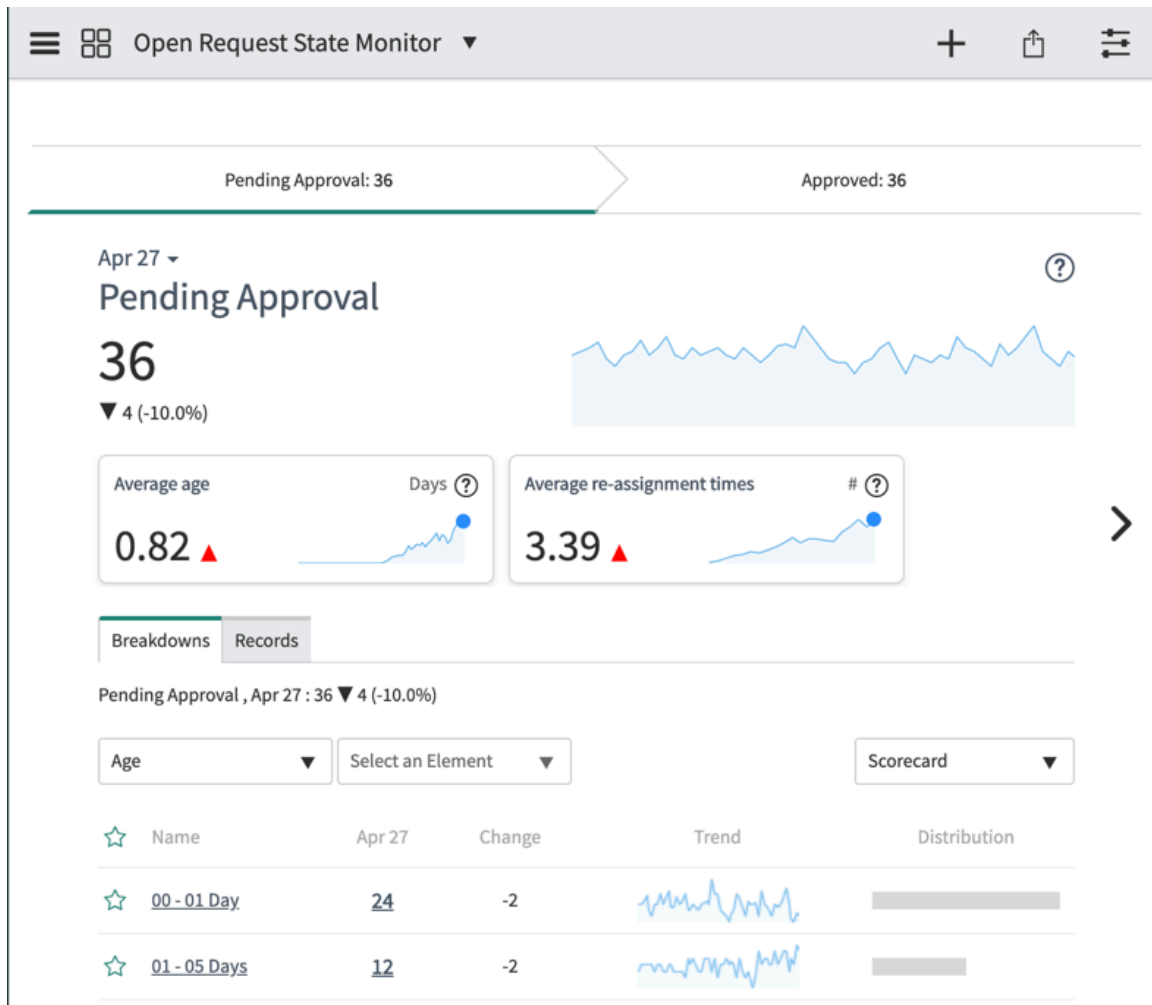 Open Request State Monitor ▼
Pending Approval: 36 Approved: 36
Apr 27
Pending Approval
36
▼ 4 (-10.0%)
Average age Days ? Average re-assignment times # ?
0.82 ▲ 3.39 ▲
Breakdowns Records
Pending Approval , Apr 27 : 36 ▼ 4 (-10.0%)
Age ▼ Select an Element ▼ Scorecard ▼
Name Apr 27 Change Trend Distribution
00 - 01 Day 24 -2
01 - 05 Days 12 -2